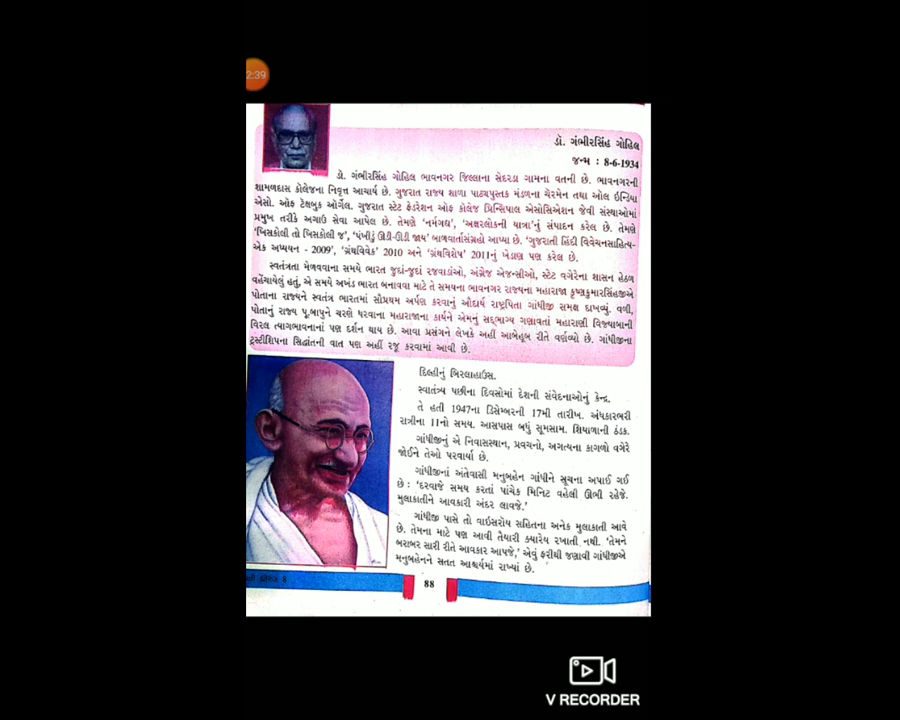 2:39
ડૉ. ગંભીરસિંહ ગોહિલ
જન્મ : 8-6-1934
ડૉ. ગંભીરસિંહ ગોહિલ ભાવનગર જિલ્લાના સેદરડા ગામના વતની છે. ભાવનગરની
શામળદાસ કૉલેજના નિવૃત્ત આચાર્ય છે. ગુજરાત રાજ્ય શાળા પાઠ્યપુસ્તક મંડળના ચૅરમેન તથા ઑલ ઇન્ડિયા
એસો. ઑફ ટેક્ષબુક ઑર્ગેન. ગુજરાત સ્ટેટ ફેડરેશન ઑફ કૉલેજ પ્રિન્સિપાલ એસોસિએશન જેવી સંસ્થાઓમાં
પ્રમુખ તરીકે અગાઉ સેવા આપેલ છે. તેમણે 'નર્મગદ્ય', 'અક્ષરલોકની યાત્રા'નું સંપાદન કરેલ છે. તેમણે
'ખિસકોલી તો ખિસકોલી જ', 'પંખીડું ઊડી-ઊડી જાય' બાળવાર્તાસંગ્રહો આપ્યા છે. 'ગુજરાતી હિંદી વિવેચનસાહિત્ય-
એક અધ્યયન - 2009', 'ગ્રંથવિવેક' 2010 અને 'ગ્રંથવિશેષ' 2011નું ખેડાણ પણ કરેલ છે.
સ્વતંત્રતા મેળવવાના સમયે ભારત જુદાં-જુદાં રજવાડાંઓ, અંગ્રેજ એજન્સીઓ, સ્ટેટ વગેરેના શાસન હેઠળ
વહેંચાયેલું હતું, એ સમયે અખંડ ભારત બનાવવા માટે તે સમયના ભાવનગર રાજ્યના મહારાજા કૃષ્ણકુમારસિંહજીએ
પોતાના રાજ્યને સ્વતંત્ર ભારતમાં સૌપ્રથમ અર્પણ કરવાનું ઔદાર્ય રાષ્ટ્રપિતા ગાંધીજી સમક્ષ દાખવ્યું. વળી,
પોતાનું રાજ્ય પૂ.બાપુને ચરણે ધરવાના મહારાજાના કાર્યને એમનું સદ્ભાગ્ય ગણાવતાં મહારાણી વિજયાબાની
વિરલ ત્યાગભાવનાનાં પણ દર્શન થાય છે. આવા પ્રસંગને લેખકે અહીં આબેહૂબ રીતે વર્ણવ્યો છે. ગાંધીજીના
ટ્રસ્ટીશિપના સિદ્ધાંતની વાત પણ અહીં રજૂ કરવામાં આવી છે.
દિલ્હીનું બિરલાહાઉસ.
સ્વાતંત્ર્ય પછીના દિવસોમાં દેશની સંવેદનાઓનું કેન્દ્ર.
તે હતી 1947ના ડિસેમ્બરની 17મી તારીખ. અંધકારભરી
રાત્રીના 11નો સમય. આસપાસ બધું સૂમસામ. શિયાળાની ઠંડક.
ગાંધીજીનું એ નિવાસસ્થાન, પ્રવચનો, અગત્યના કાગળો વગેરે
જોઈને તેઓ પરવાર્યા છે.
ગાંધીજીનાં અંતેવાસી મનુબહેન ગાંધીને સૂચના અપાઈ ગઈ
છે : 'દરવાજે સમય કરતાં પાંચેક મિનિટ વહેલી ઊભી રહેજે.
મુલાકાતીને આવકારી અંદર લાવજે.'
ગાંધીજી પાસે તો વાઇસરોય સહિતના અનેક મુલાકાતી આવે
છે. તેમના માટે પણ આવી તૈયારી ક્યારેય રખાતી નથી. 'તેમને
બરાબર સારી રીતે આવકાર આપજે,' એવું ફરીથી જણાવી ગાંધીજીએ
મનુબહેનને સતત આશ્ચર્યમાં રાખ્યાં છે.
88
V RECORDER